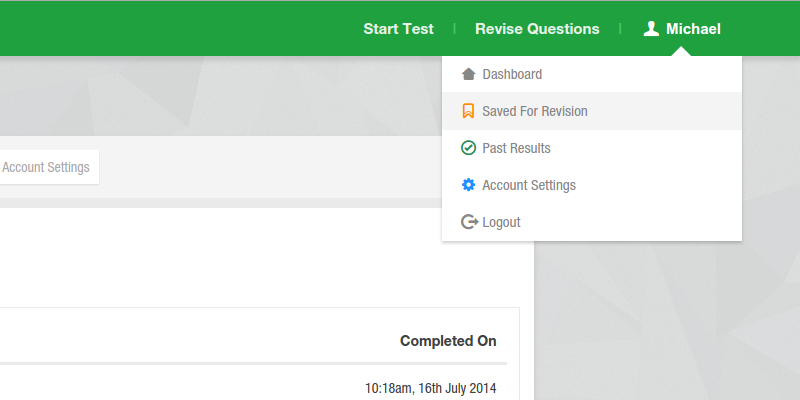 Start Test | Revise Questions | Michael
Dashboard
Saved For Revision
Past Results
Account Settings
Account Settings
Logout
Completed On
10:18am, 16th July 2014